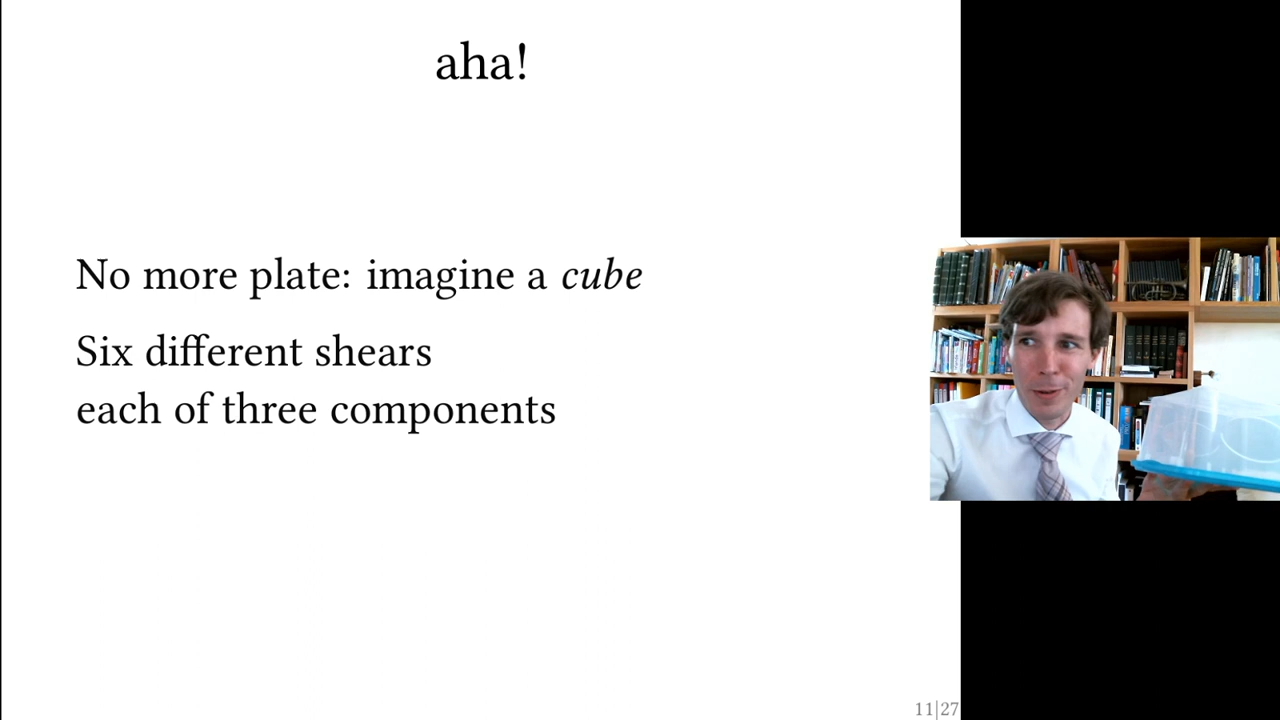 aha!
No more plate: imagine a cube
Six different shears
each of three components
11|27